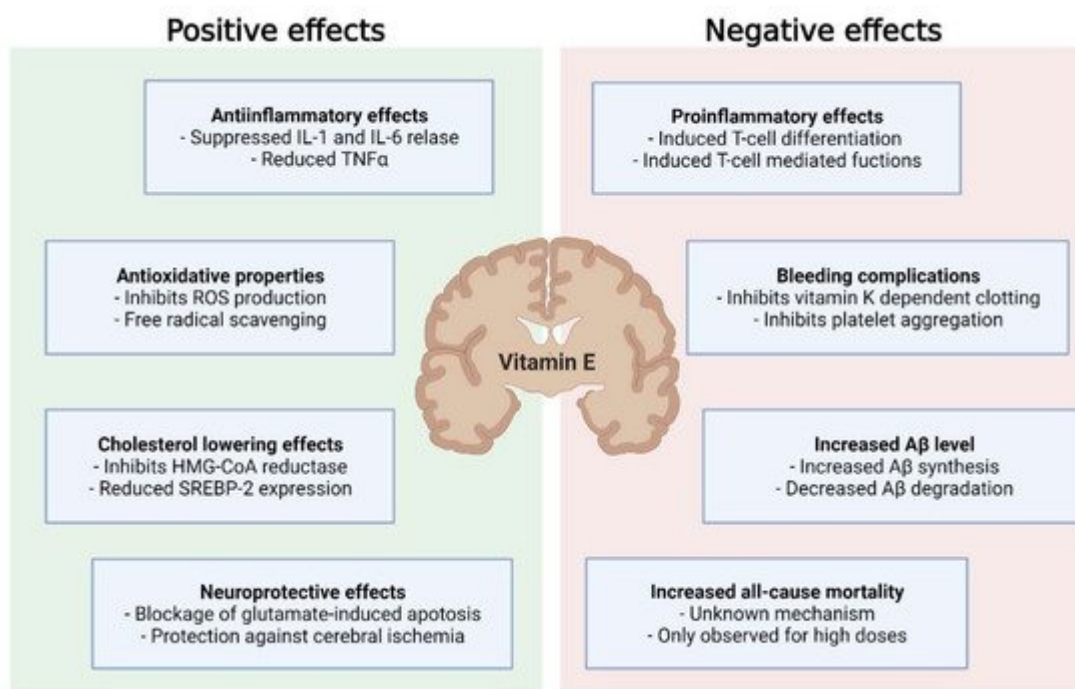 Positive effects
Negative effects
Antiinflammatory effects
- Suppressed IL-1 and IL-6 relase
- Reduced TNFα
Proinflammatory effects
- Induced T-cell differentiation
- Induced T-cell mediated fuctions
Antioxidative properties
- Inhibits ROS production
- Free radical scavenging
Bleeding complications
- Inhibits vitamin K dependent clotting
- Inhibits platelet aggregation
Vitamin E
Cholesterol lowering effects
- Inhibits HMG-CoA reductase
- Reduced SREBP-2 expression
Increased Aβ level
- Increased Aβ synthesis
- Decreased Aβ degradation
Neuroprotective effects
- Blockage of glutamate-induced apotosis
- Protection against cerebral ischemia
Increased all-cause mortality
- Unknown mechanism
- Only observed for high doses